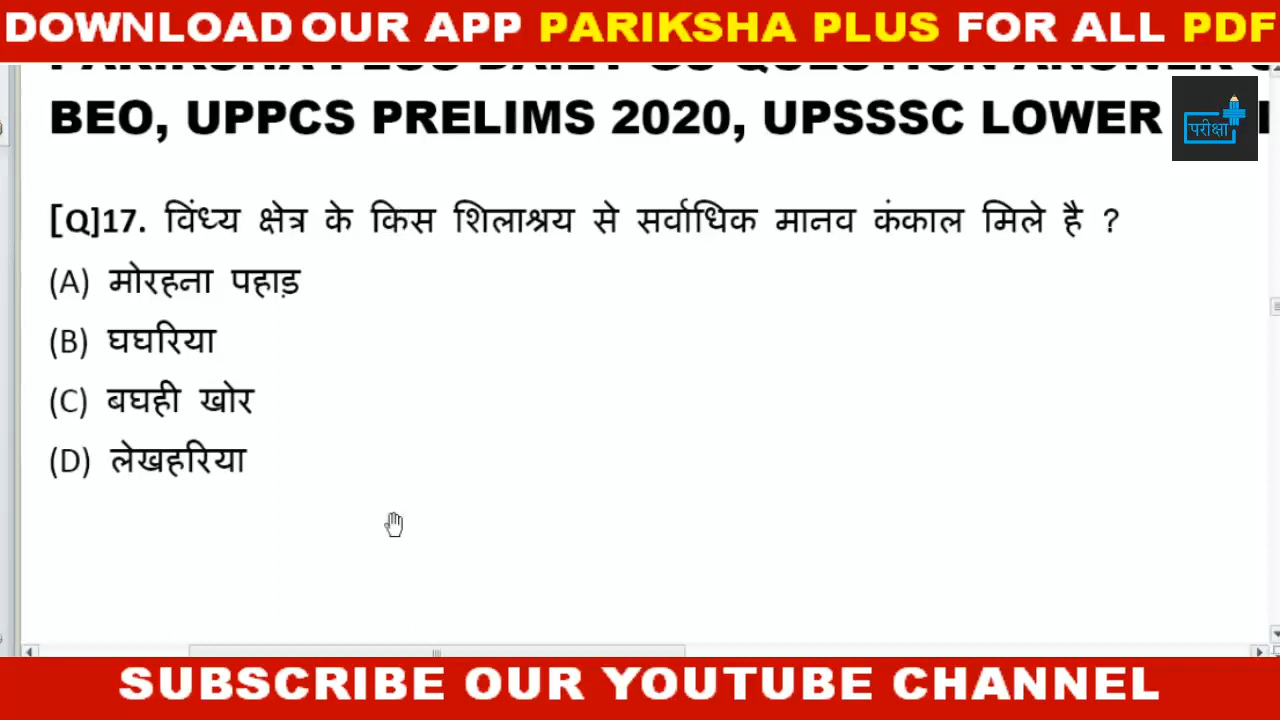 DOWNLOAD OUR APP PARIKSHA PLUS FOR ALL PDF
BEO, UPPCS PRELIMS 2020, UPSSSC LOWER
परीक्षा
[Q]17. विंध्य क्षेत्र के किस शिलाश्रय से सर्वाधिक मानव कंकाल मिले है ?
(A) मोरहना पहाड़
(B) घघरिया
(C) बघही खोर
(D) लेखहरिया
SUBSCRIBE OUR YOUTUBE CHANNEL